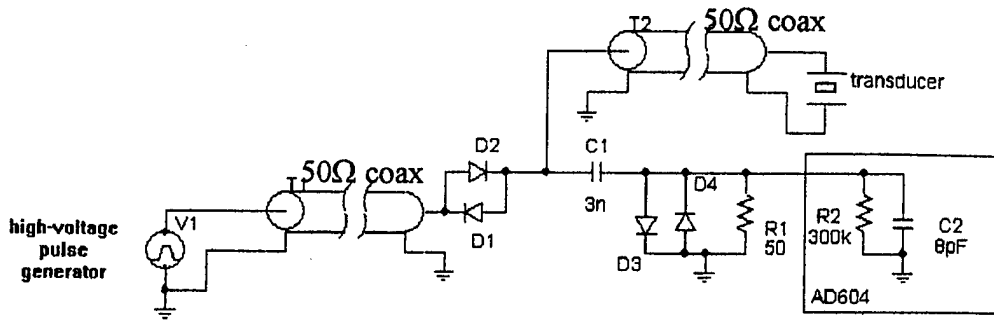 T2
50Ω coax
transducer
50Ω coax
T
D2
C1
D1
3n
D4
D3
R1
50
R2
300k
C2
8pF
AD604
V1
high-voltage
pulse
generator